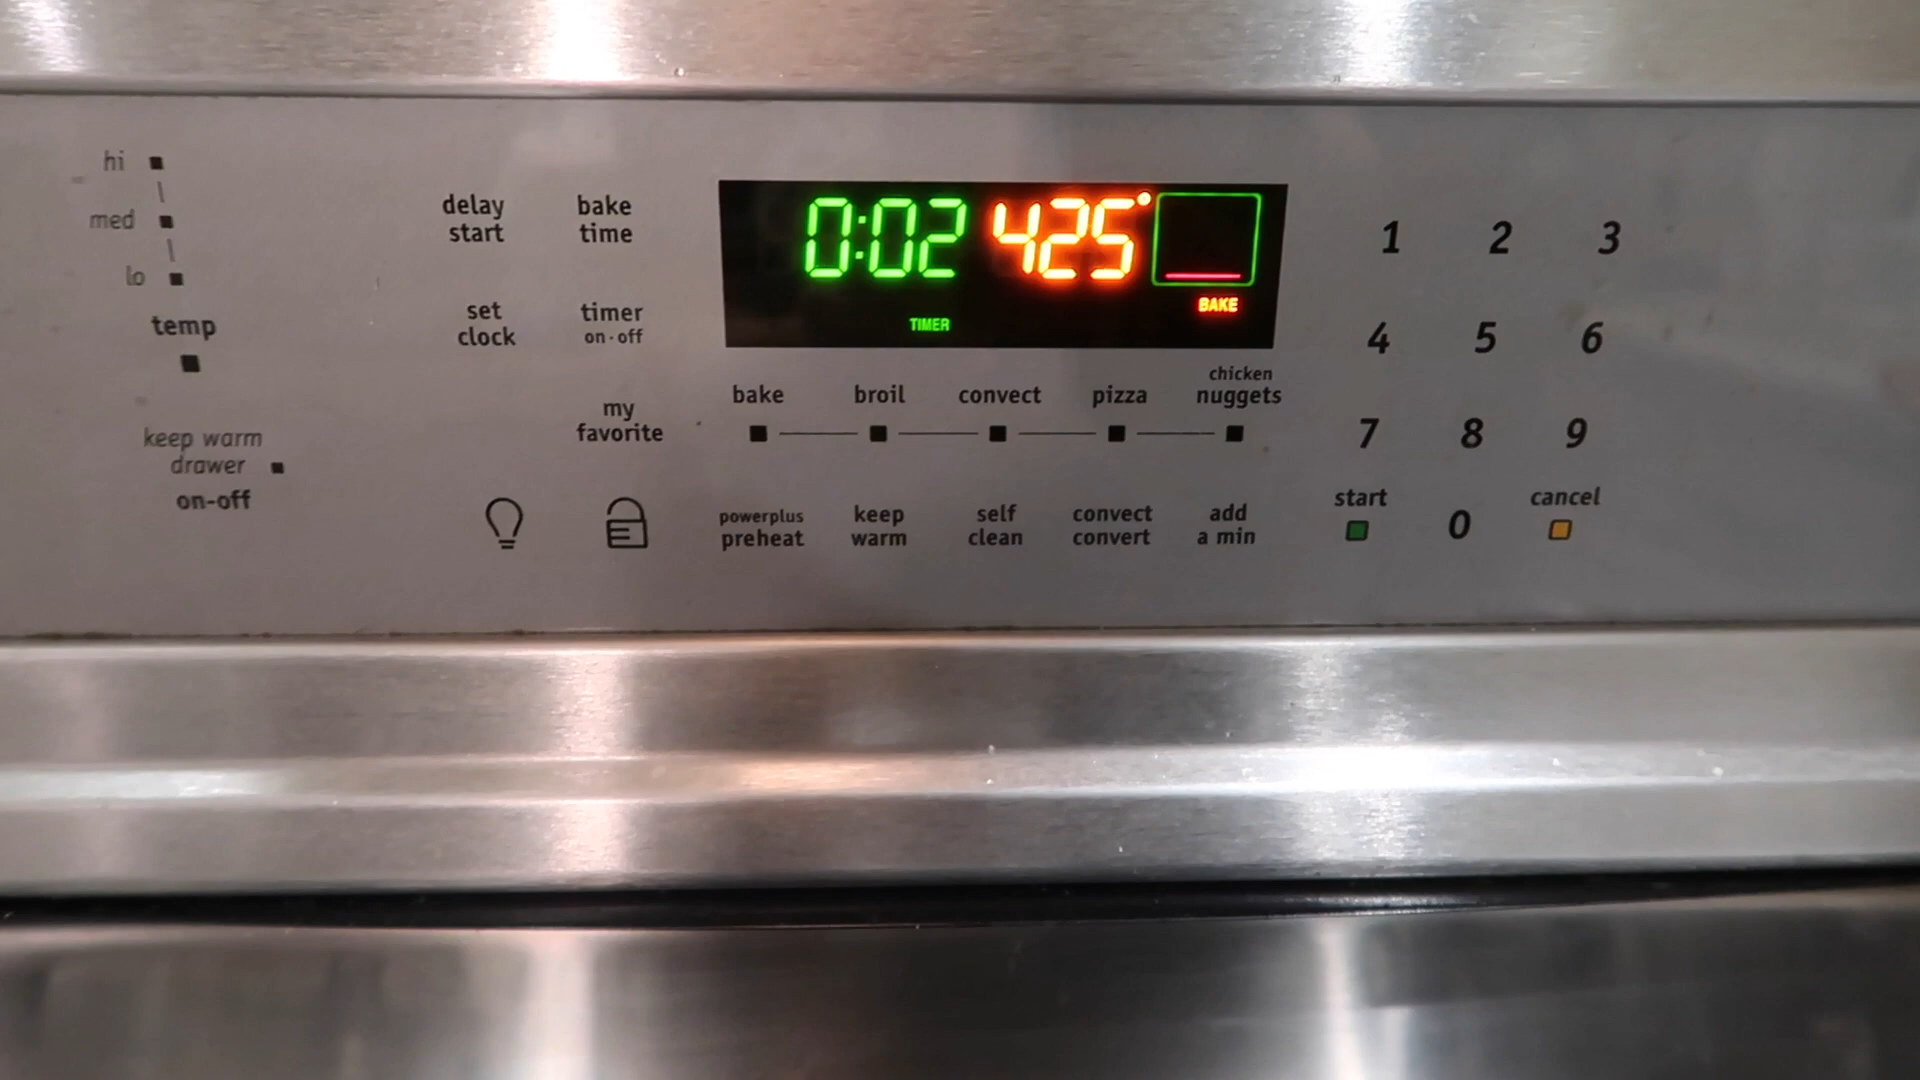 hi
med
lo
temp
keep warm
drawer
on-off
delay
start
bake
time
set
clock
timer
on·off
my
favorite
0:02 425°
TIMER
BAKE
bake broil convect pizza chicken
nuggets
powerplus
preheat
keep
warm
self
clean
convect
convert
add
a min
1 2 3
4 5 6
7 8 9
start 0 cancel